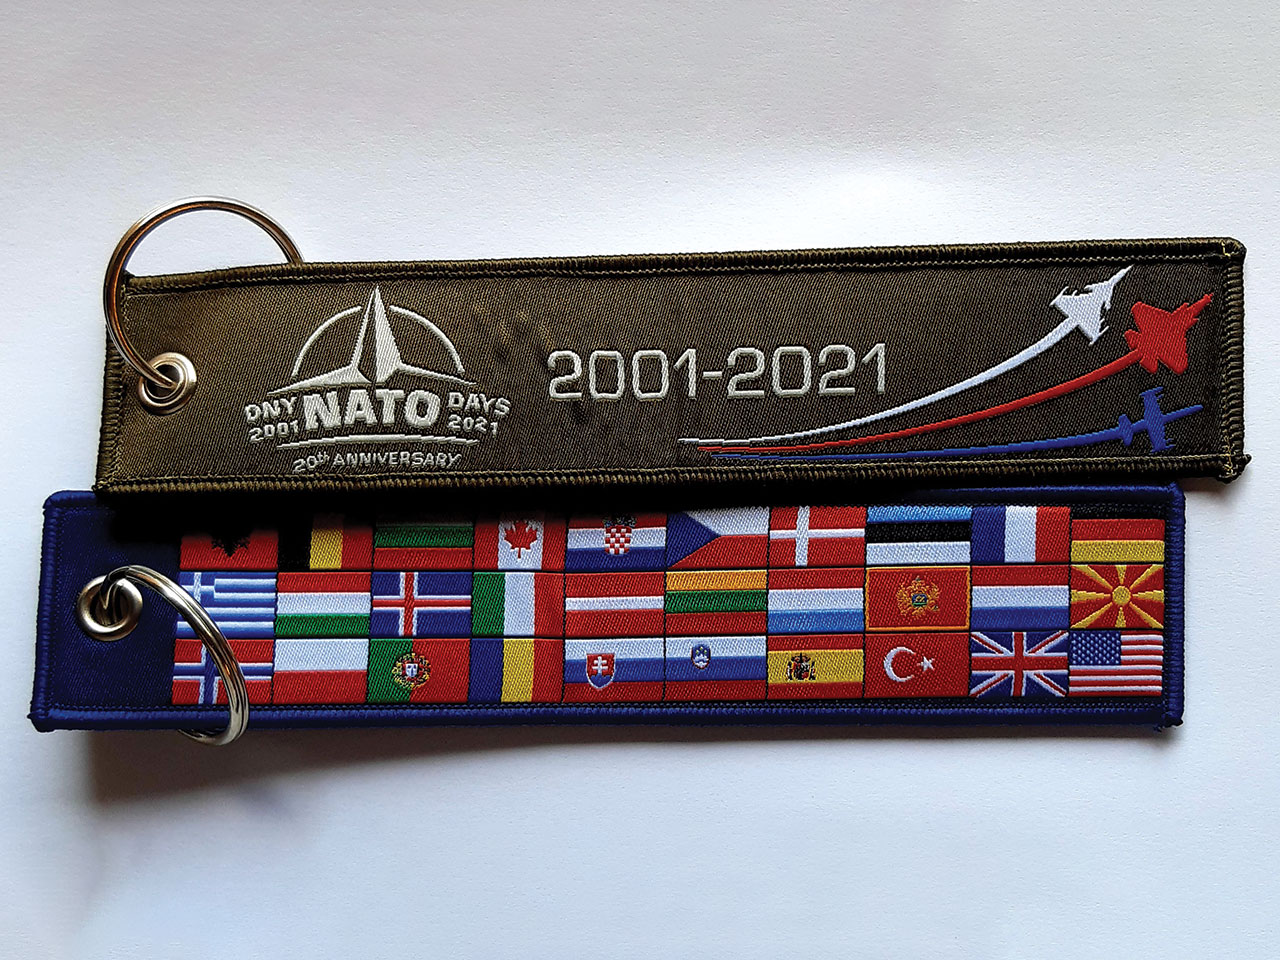 DNY NATO DAYS
2001 2021
20th ANNIVERSARY
2001-2021